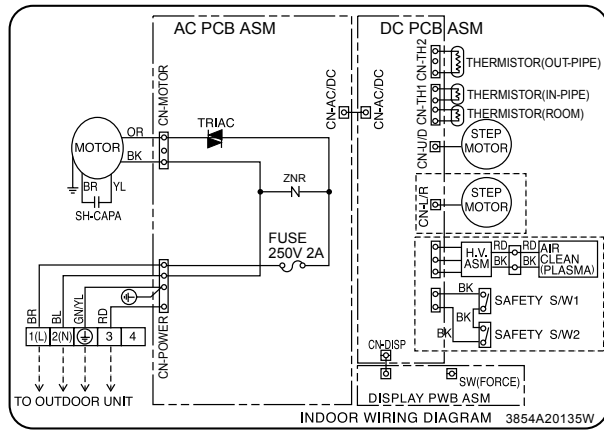 AC PCB ASM
DC PCB ASM
CN-MOTOR
TRIAC
CN-AC/DC
CN-AC/DC
CN-TH2
THERMISTOR(OUT-PIPE)
CN-TH1
THERMISTOR(IN-PIPE)
THERMISTOR(ROOM)
MOTOR
OR
BK
BR
YL
SH-CAPA
ZNR
CN-U/D
STEP
MOTOR
CN-L/R
STEP
MOTOR
FUSE
250V 2A
H.V.
ASM
RD
RD
BK
BK
AIR
CLEAN
(PLASMA)
BK
SAFETY S/W1
BK
BK
SAFETY S/W2
BR
BL
GN/YL
RD
1(L)
2(N)
3
4
CN-POWER
TO OUTDOOR UNIT
CN-DISP
SW(FORCE)
DISPLAY PWB ASM
INDOOR WIRING DIAGRAM 3854A20135W